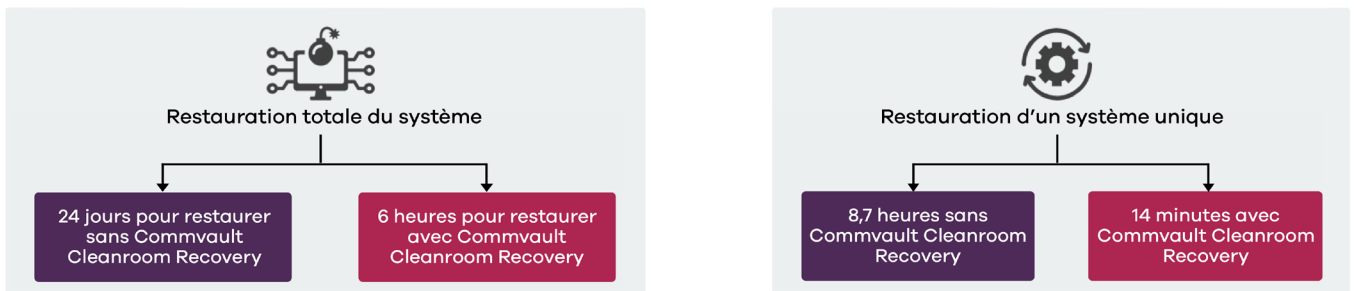 Restauration totale du système
24 jours pour restaurer
sans Commvault
Cleanroom Recovery
6 heures pour restaurer
avec Commvault
Cleanroom Recovery
Restauration d'un système unique
8,7 heures sans
Commvault Cleanroom
Recovery
14 minutes avec
Commvault Cleanroom
Recovery